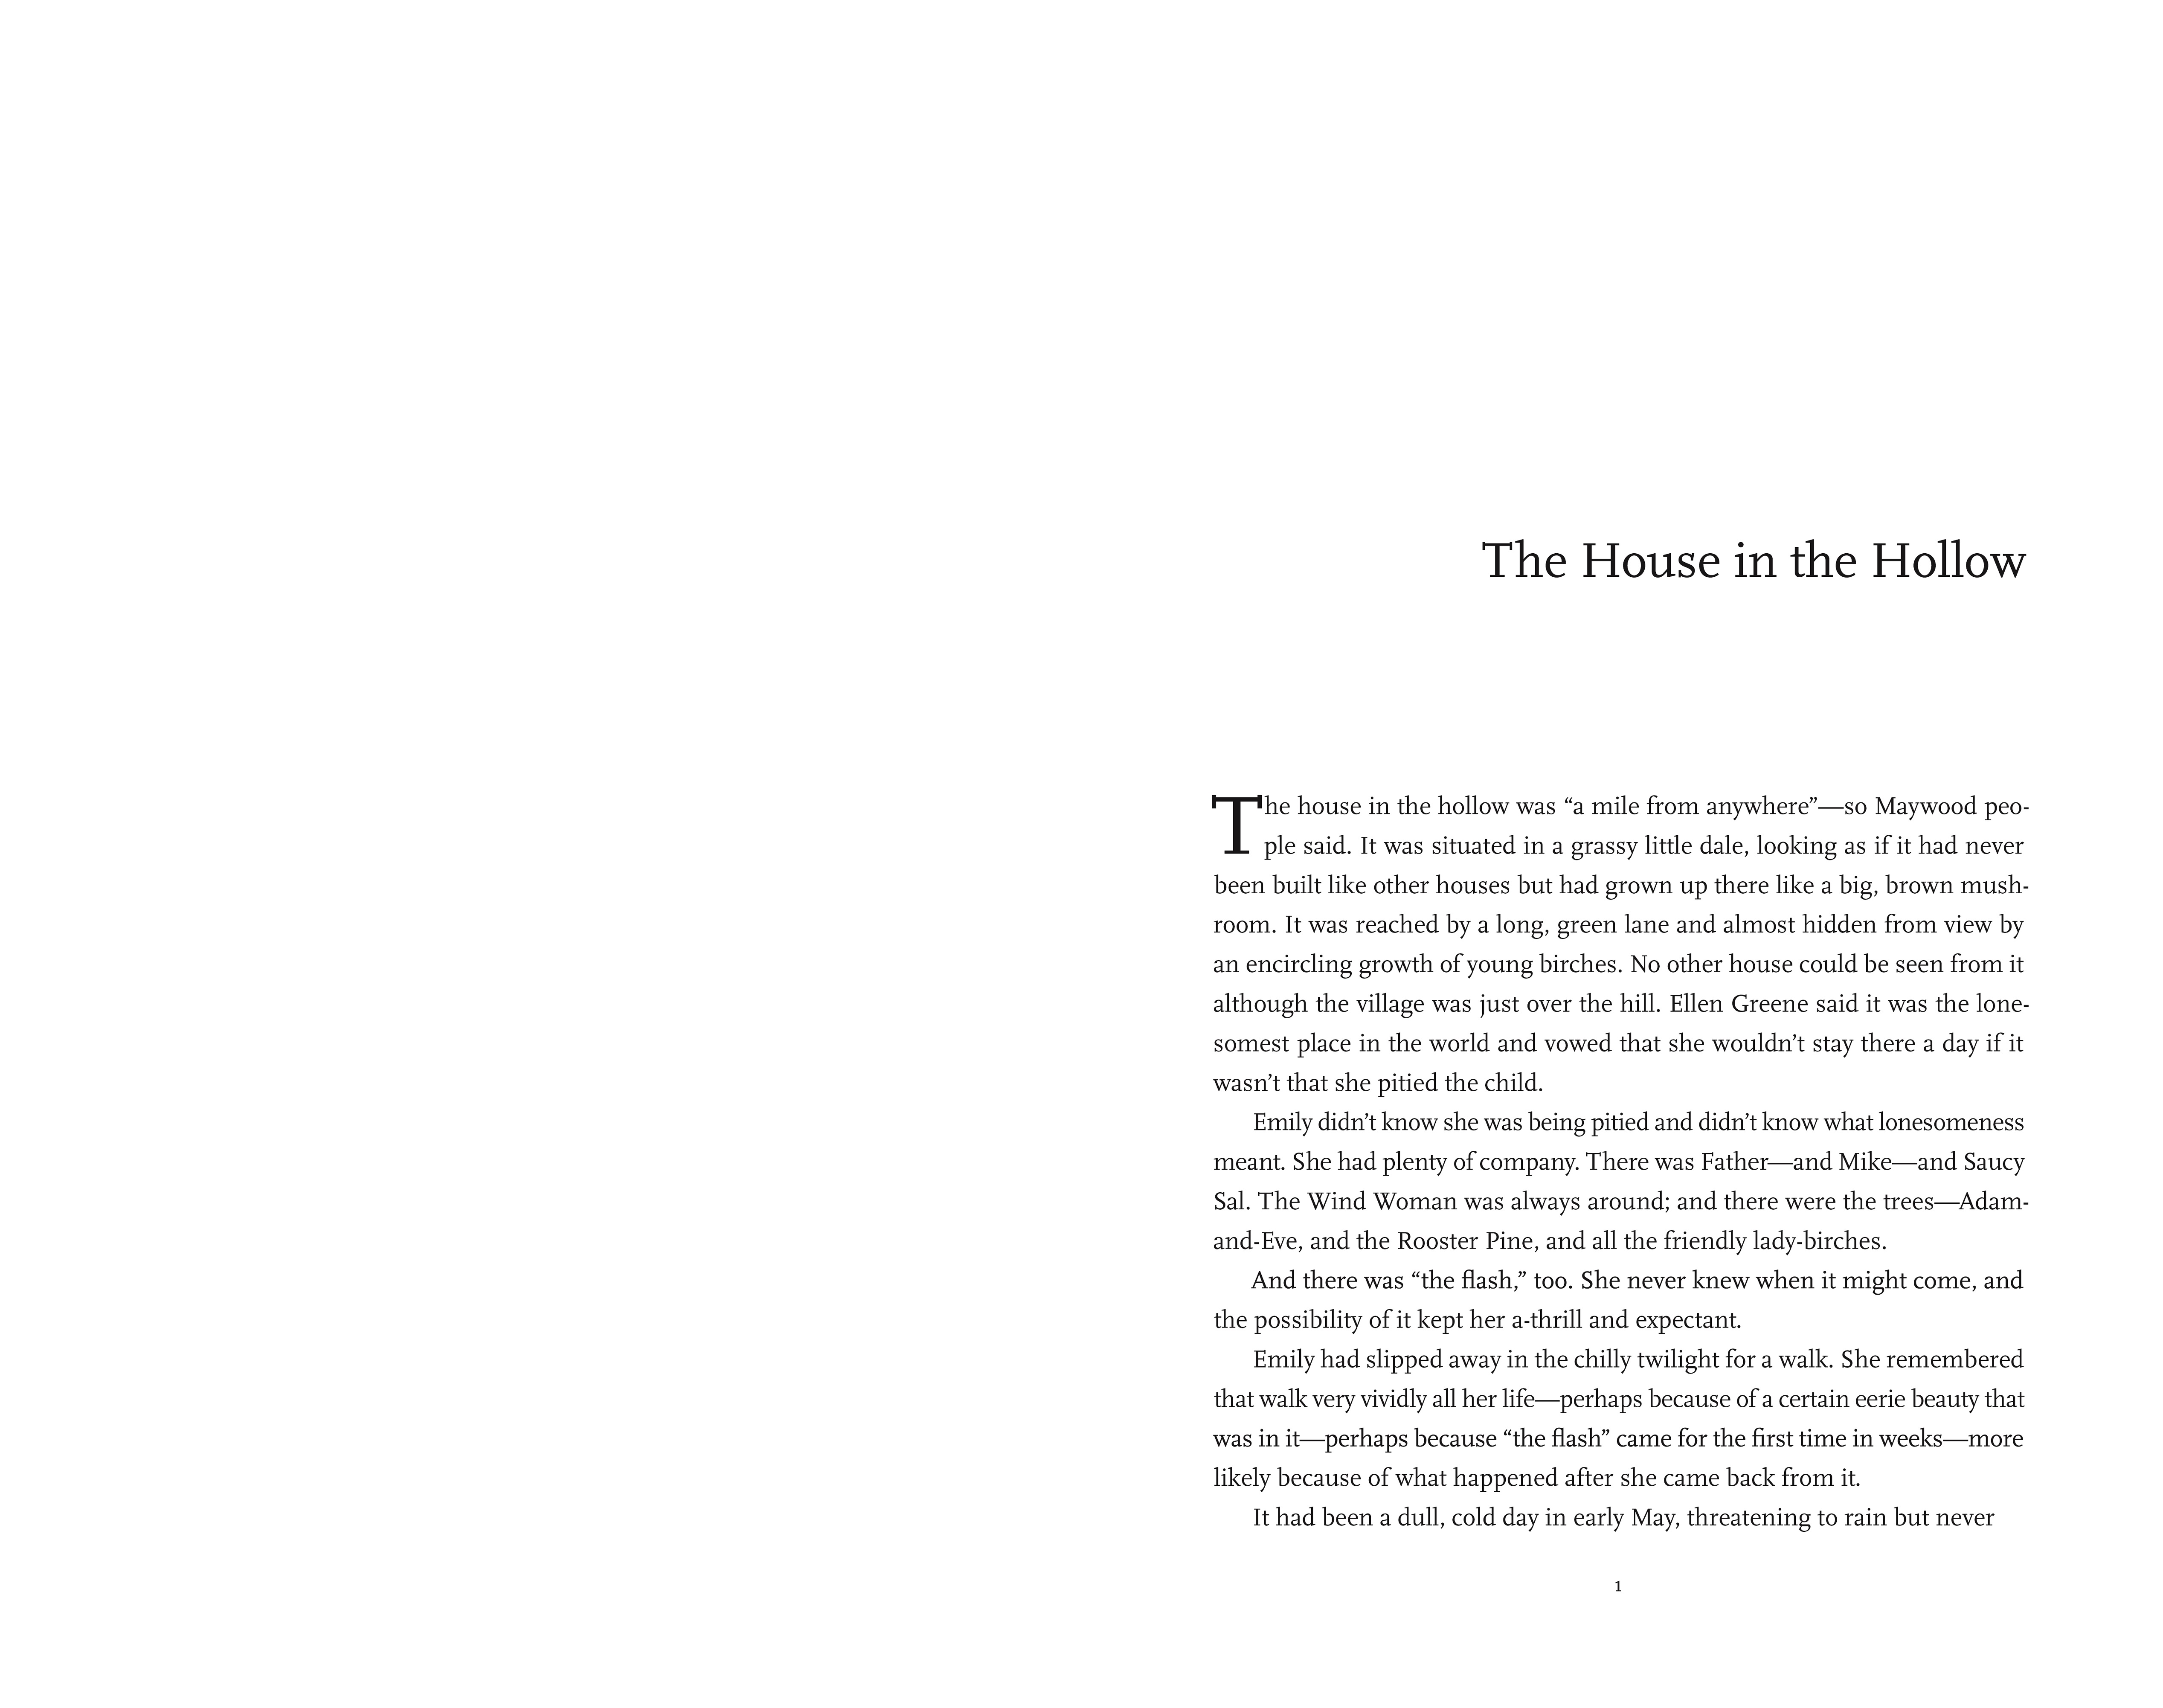 The House in the Hollow
The house in the hollow was “a mile from anywhere”—so Maywood peo-
ple said. It was situated in a grassy little dale, looking as if it had never
been built like other houses but had grown up there like a big, brown mush-
room. It was reached by a long, green lane and almost hidden from view by
an encircling growth of young birches. No other house could be seen from it
although the village was just over the hill. Ellen Greene said it was the lone-
somest place in the world and vowed that she wouldn’t stay there a day if it
wasn’t that she pitied the child.
Emily didn’t know she was being pitied and didn’t know what lonesomeness
meant. She had plenty of company. There was Father—and Mike—and Saucy
Sal. The Wind Woman was always around; and there were the trees—Adam-
and-Eve, and the Rooster Pine, and all the friendly lady-birches.
And there was “the flash,” too. She never knew when it might come, and
the possibility of it kept her a-thrill and expectant.
Emily had slipped away in the chilly twilight for a walk. She remembered
that walk very vividly all her life—perhaps because of a certain eerie beauty that
was in it—perhaps because “the flash” came for the first time in weeks—more
likely because of what happened after she came back from it.
It had been a dull, cold day in early May, threatening to rain but never
1